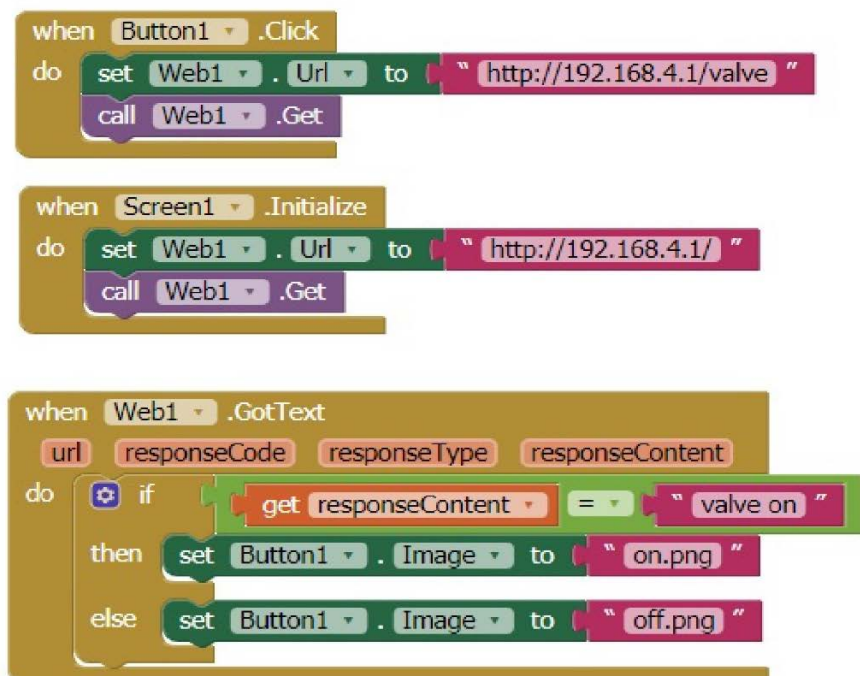 when Button1 .Click
do set Web1 . Url to " http://192.168.4.1/valve "
call Web1 .Get
when Screen1 .Initialize
do set Web1 . Url to " http://192.168.4.1/ "
call Web1 .Get
when Web1 .GotText
url responseCode responseType responseContent
do if get responseContent = " valve on "
then set Button1 . Image to " on.png "
else set Button1 . Image to " off.png "